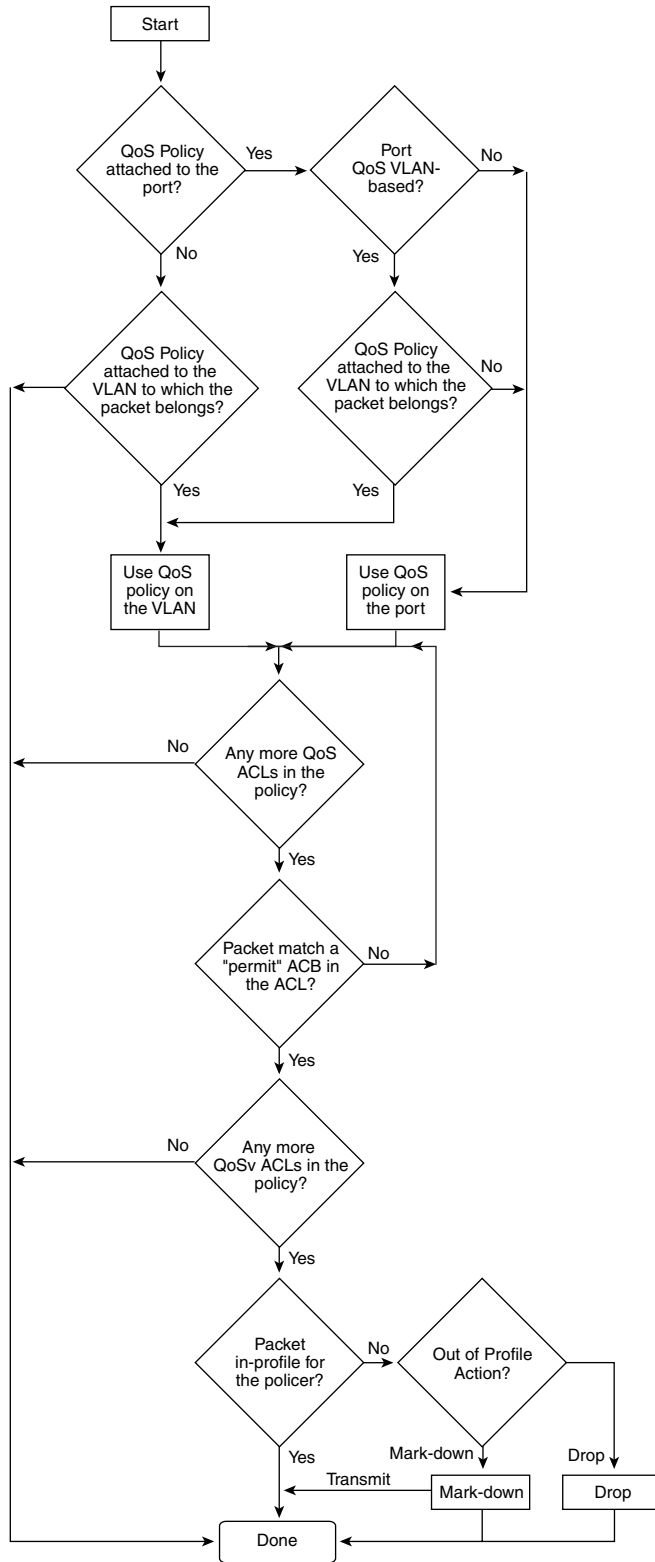 Start
QoS Policy
attached to the
port?
Yes
Port
QoS VLAN-
based?
No
No
Yes
QoS Policy
attached to the
VLAN to which the
packet belongs?
QoS Policy
attached to the
VLAN to which the
packet belongs?
No
Yes
Yes
Use QoS
policy on
the VLAN
Use QoS
policy on
the port
No
Any more QoS
ACLs in the
policy?
Yes
Packet match a
"permit" ACB in
the ACL?
No
Yes
No
Any more
QoSv ACLs in the
policy?
Yes
Packet
in-profile for
the policer?
No
Out of Profile
Action?
Yes
Mark-down
Drop
Transmit
Mark-down
Drop
Done